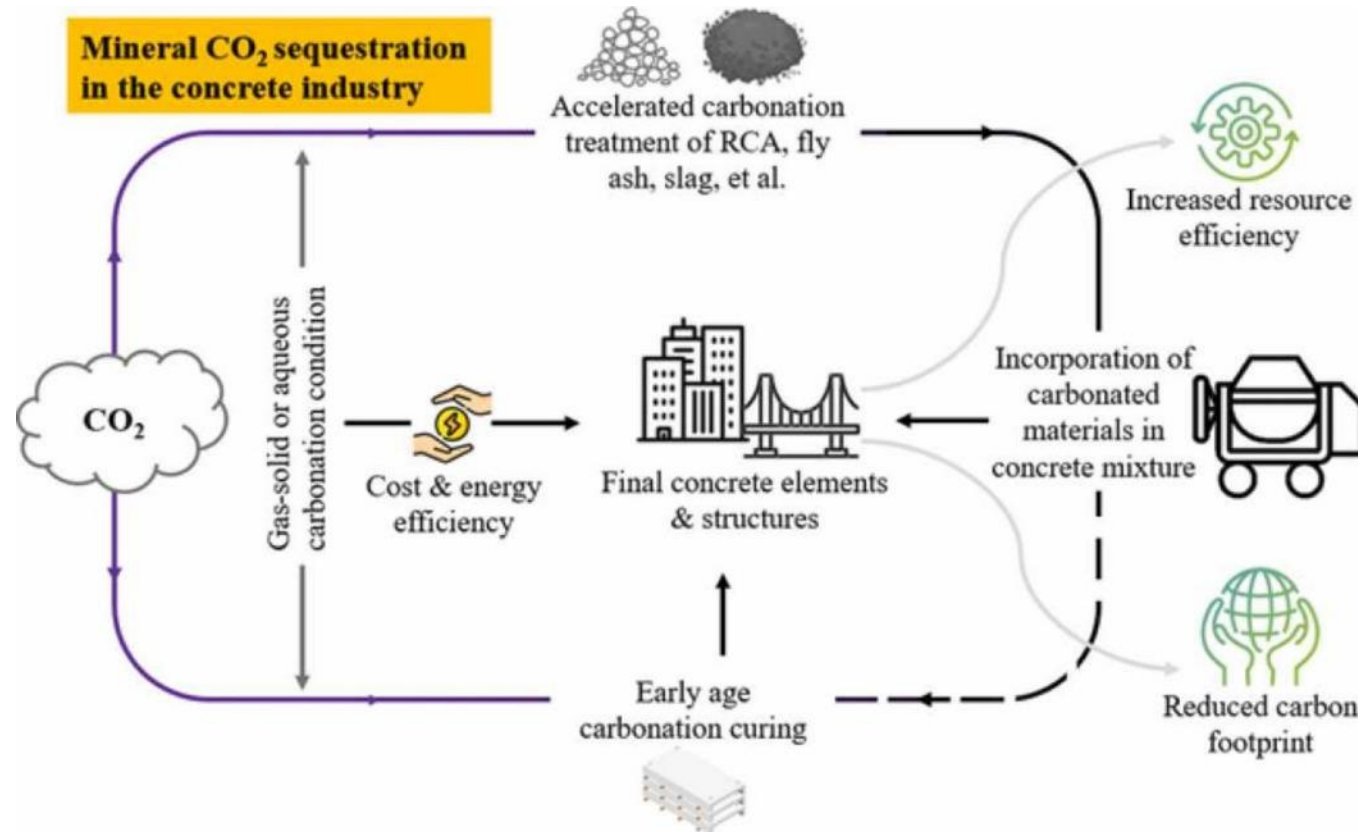 Mineral CO₂ sequestration
in the concrete industry
Accelerated carbonation
treatment of RCA, fly
ash, slag, et al.
Increased resource
efficiency
CO₂
Gas-solid or aqueous
carbonation condition
Cost & energy
efficiency
Final concrete elements
& structures
Incorporation of
carbonated
materials in
concrete mixture
Early age
carbonation curing
Reduced carbon
footprint